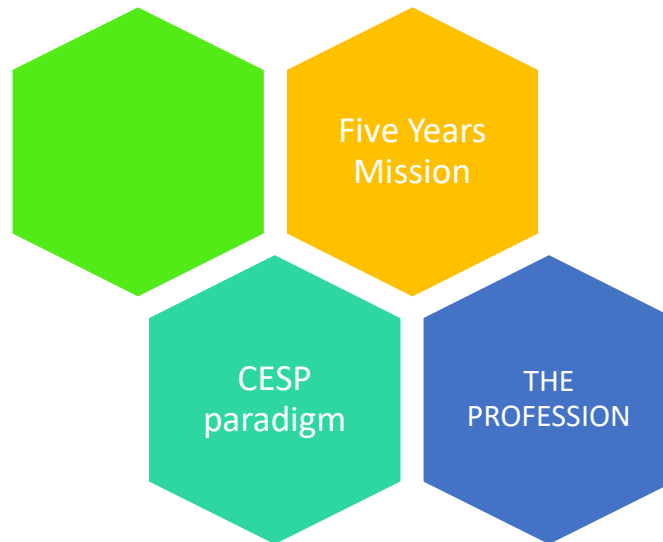 Five Years
Mission
CESP
paradigm
THE
PROFESSION